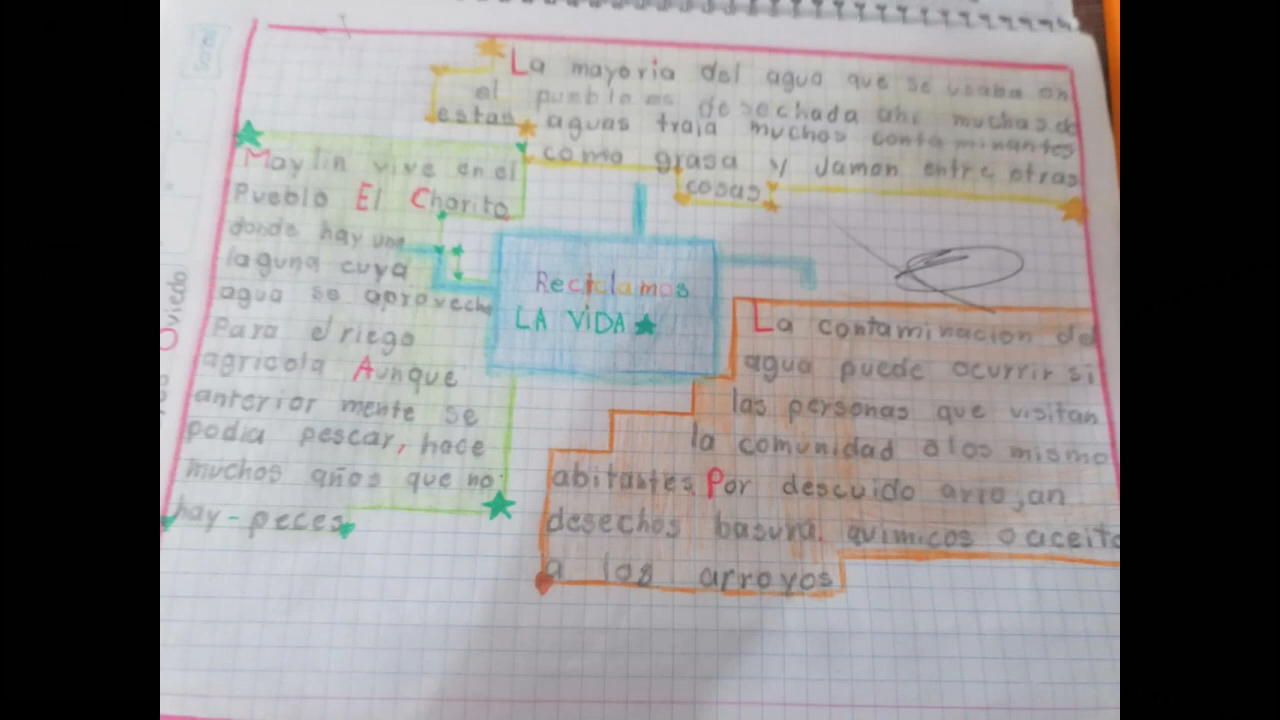 La mayoria del agua que se usaba en
el pueblo es desechada ahi muchas de
estas aguas traia muchos contaminantes
como grasa y Jamon entre otras
cosas
Maylin vive en el
Pueblo El Charito
donde hay una
laguna cuya
agua se aprovecha
Para el riego
agricola Aunque
anterior mente se
podia pescar, hace
muchos años que no
hay-peces
Reciclamos
LA ViDA
La contaminacion del
agua puede ocurrir si
las personas que visitan
la comunidad o los mismo
abitantes Por descuido arrojan
desechos basura quimicos o aceite
a los arroyos
Oviedo